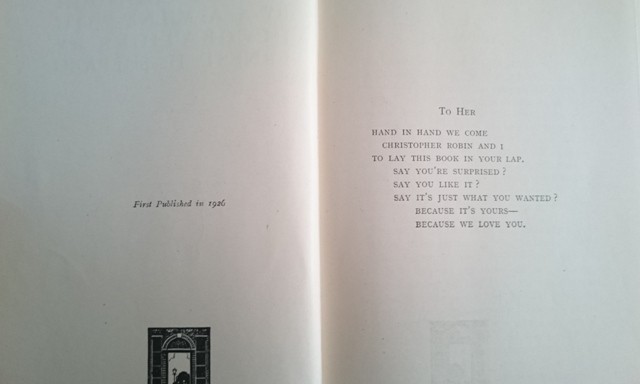 First Published in 1926
To Her
HAND IN HAND WE COME
CHRISTOPHER ROBIN AND I
TO LAY THIS BOOK IN YOUR LAP.
SAY YOU'RE SURPRISED?
SAY YOU LIKE IT?
SAY IT'S JUST WHAT YOU WANTED?
BECAUSE IT'S YOURS—
BECAUSE WE LOVE YOU.